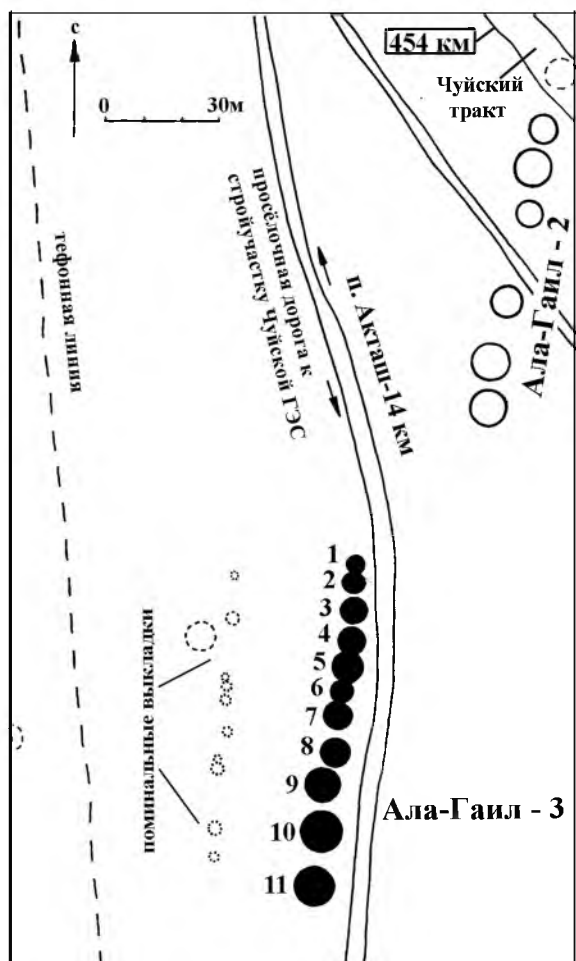 с
454 км
Чуйский
тракт
0 30м
тефонная линия
просёлочная дорога к
стройучастку Чуйской ГЭС
п. Акташ-14 км
Ала-Гаил - 2
1
2
3
4
5
6
7
8
9
10
11
поминальные выкладки
Ала-Гаил - 3